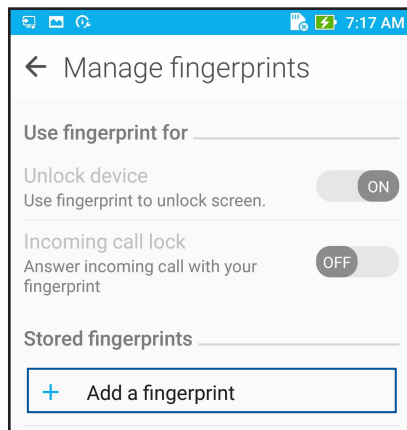 7:17 AM
Manage fingerprints
Use fingerprint for
Unlock device
Use fingerprint to unlock screen.
ON
Incoming call lock
Answer incoming call with your
fingerprint
OFF
Stored fingerprints
+ Add a fingerprint